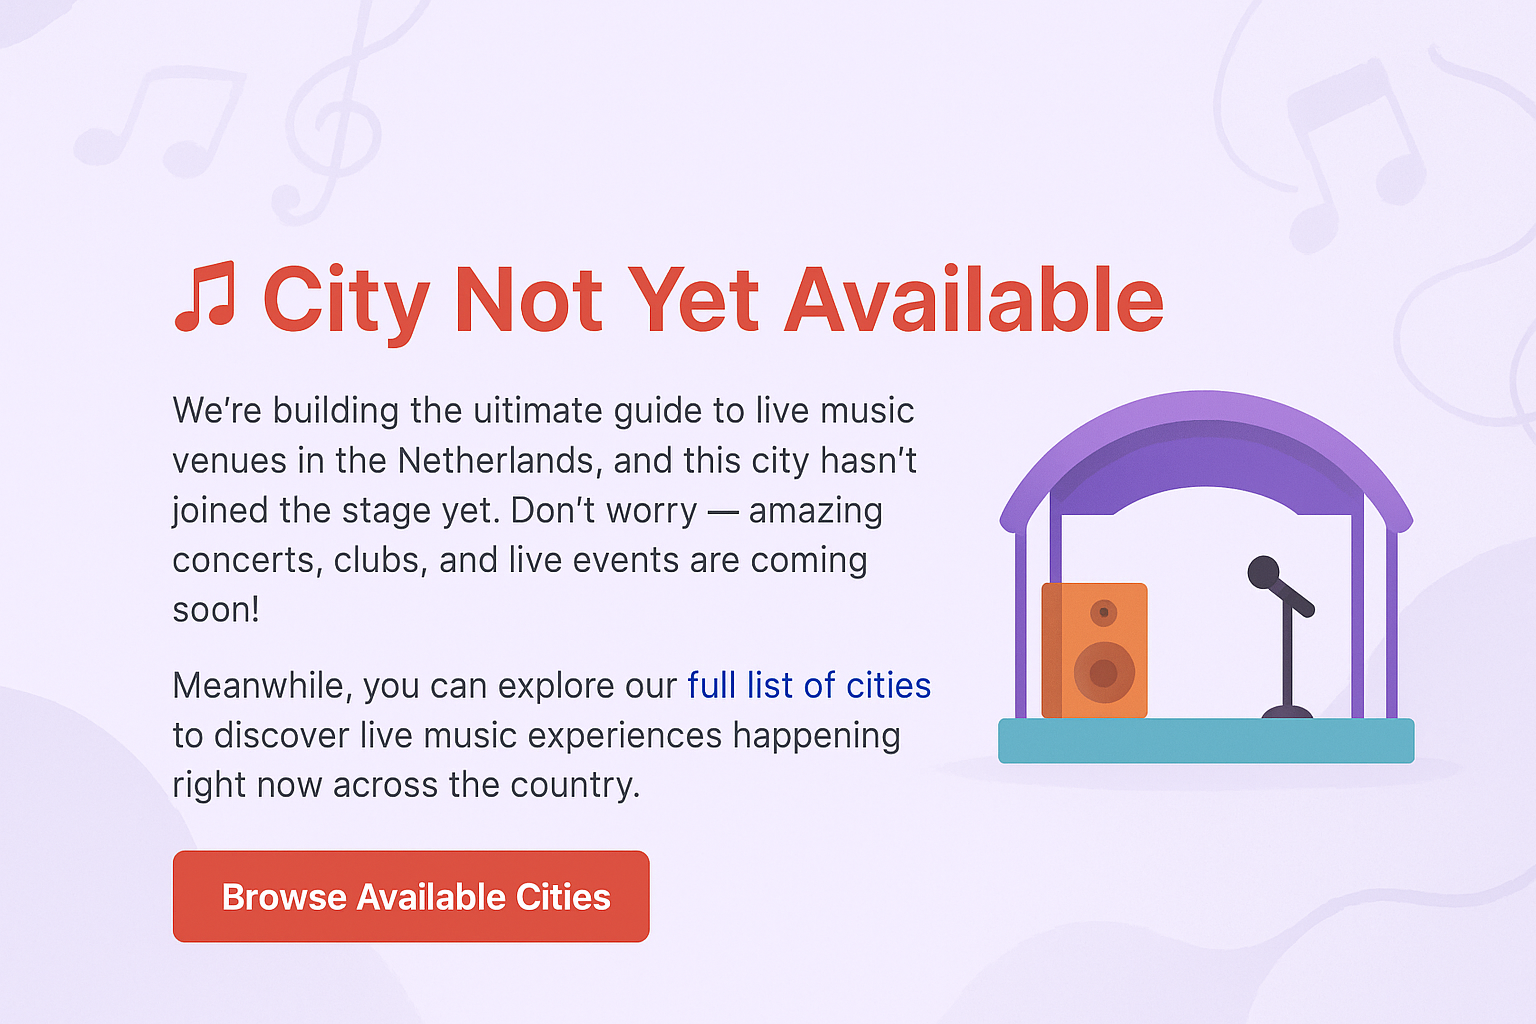 City Not Yet Available
We're building the uitimate guide to live music
venues in the Netherlands, and this city hasn't
joined the stage yet. Don't worry — amazing
concerts, clubs, and live events are coming
soon!
Meanwhile, you can explore our full list of cities
to discover live music experiences happening
right now across the country.
Browse Available Cities